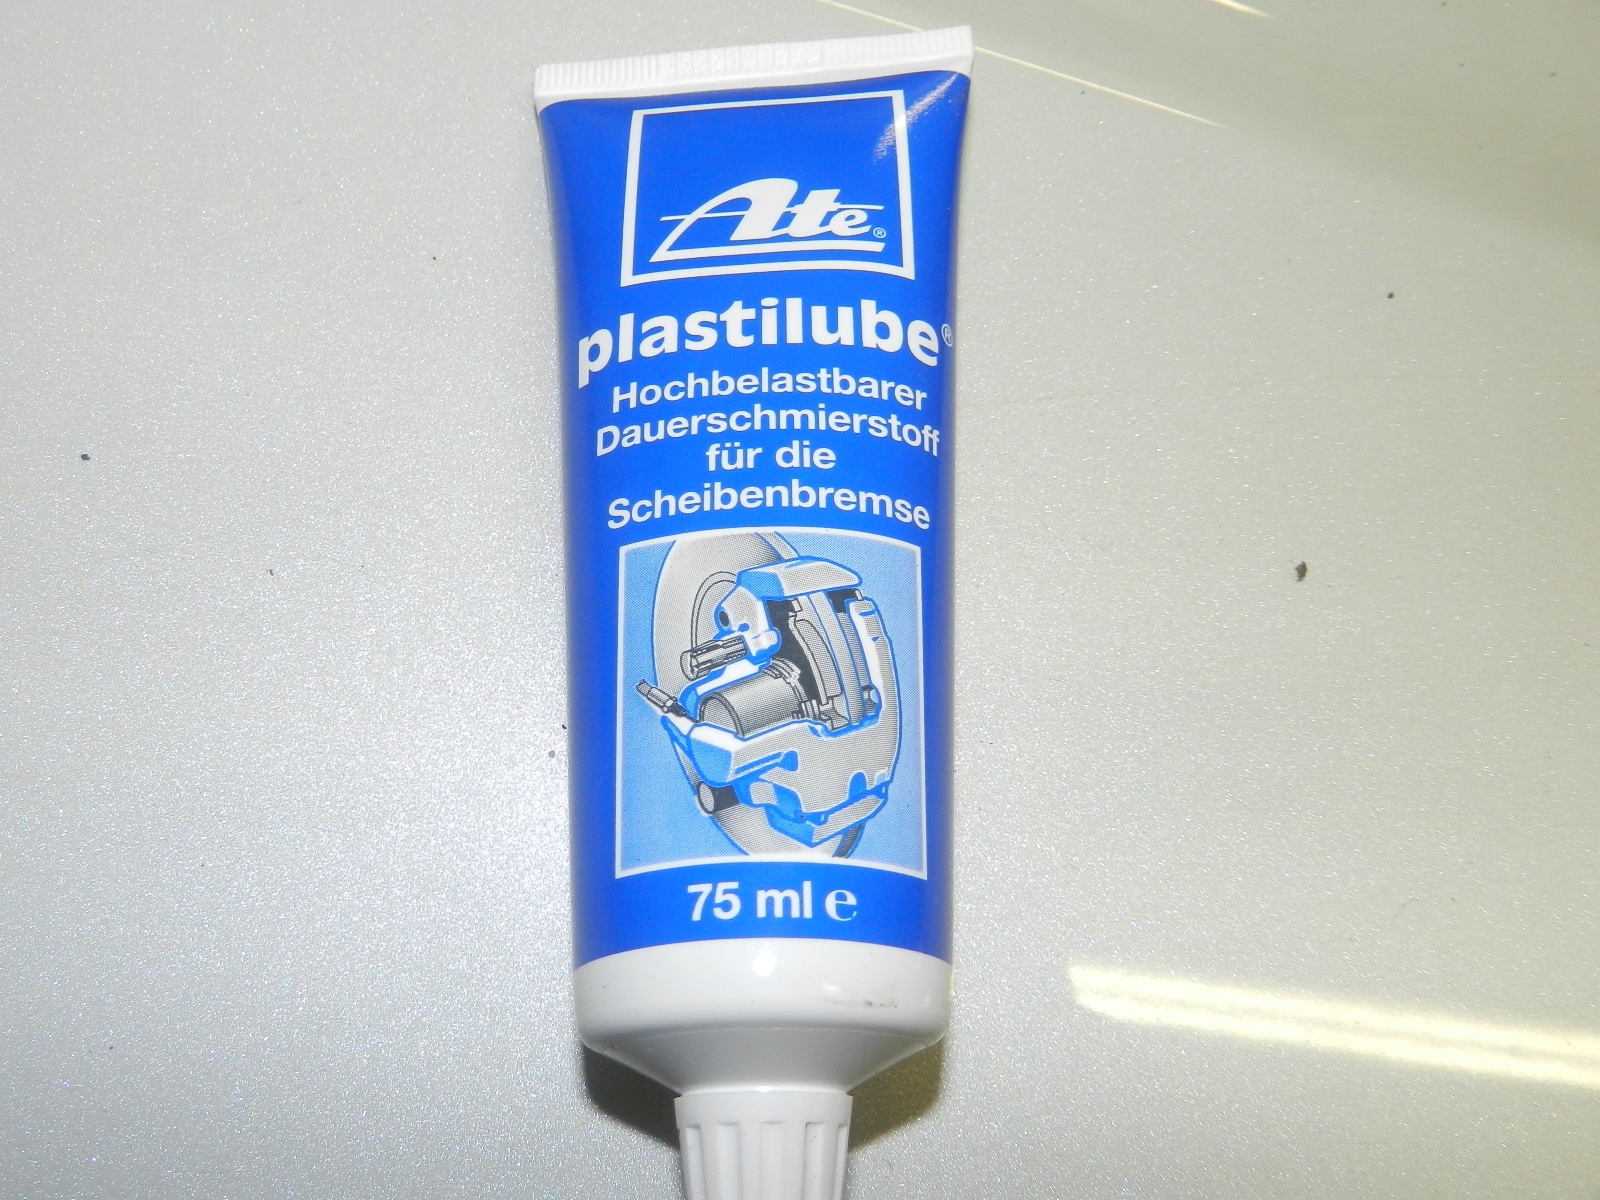 Ate®
plastilube®
Hochbelastbarer
Dauerschmierstoff
für die
Scheibenbremse
75 ml e